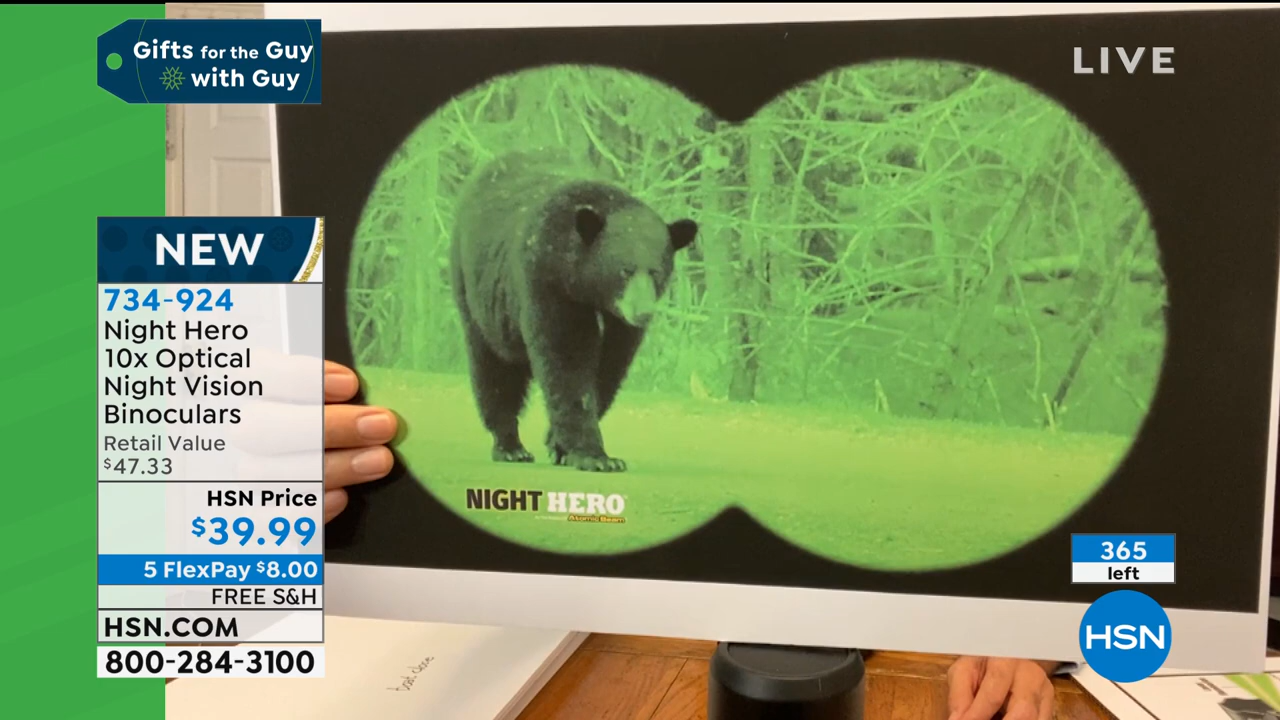 Gifts for the Guy
with Guy
LIVE
NEW
734-924
Night Hero
10x Optical
Night Vision
Binoculars
Retail Value
$47.33
HSN Price
$39.99
5 FlexPay $8.00
FREE S&H
HSN.COM
800-284-3100
NIGHT HERO
Atomic Beam
365
left
HSN